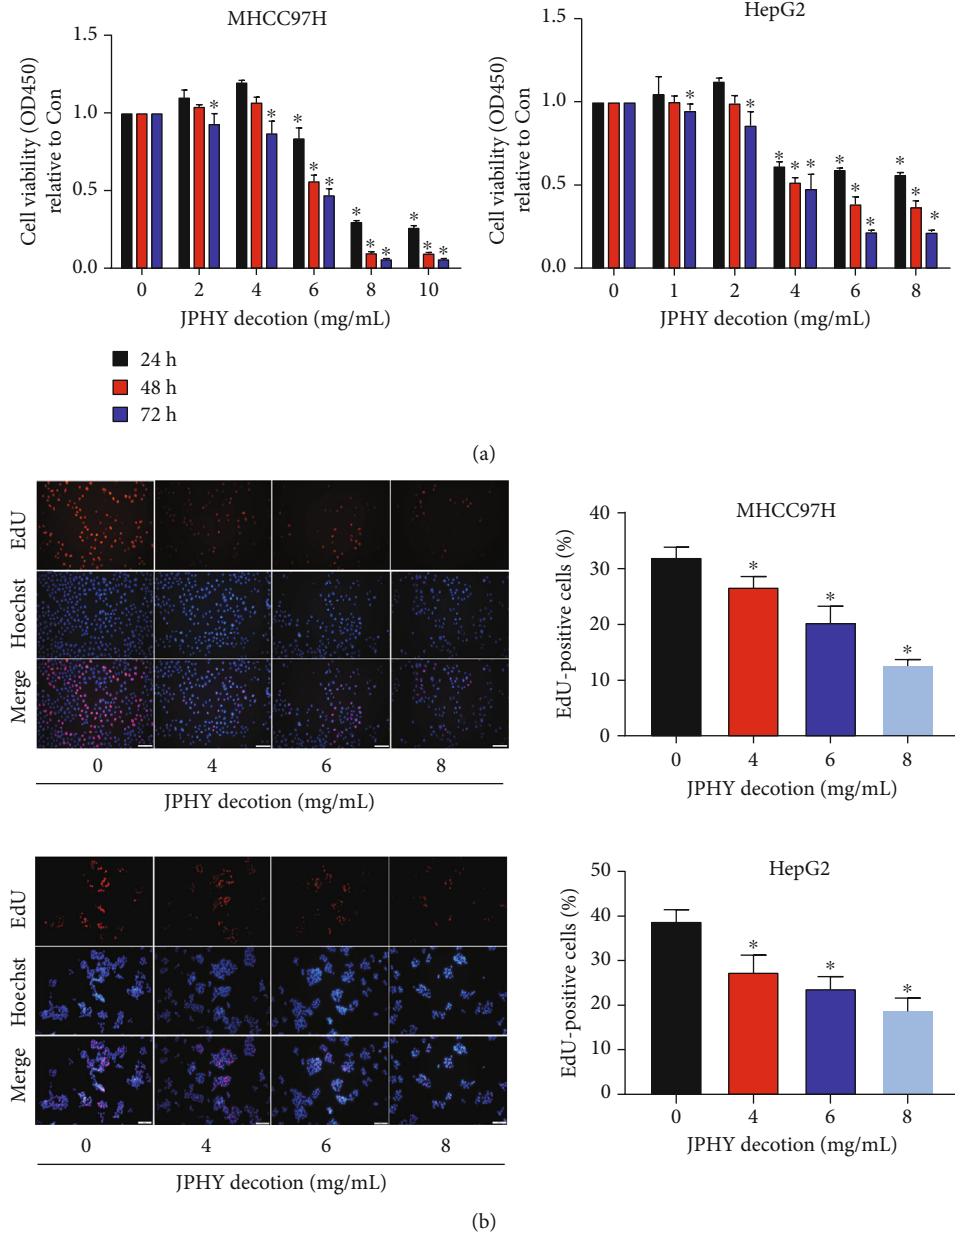 MHCC97H
Cell viability (OD450)
relative to Con
1.5
1.0
0.5
0.0
* * * * * * * * * * *
0 2 4 6 8 10
JPHY decotion (mg/mL)
HepG2
Cell viability (OD450)
relative to Con
1.5
1.0
0.5
0.0
* * * * * * * * * * *
0 1 2 4 6 8
JPHY decotion (mg/mL)
24 h
48 h
72 h
(a)
EdU
Hoechst
Merge
0 4 6 8
JPHY decotion (mg/mL)
MHCC97H
EdU-positive cells (%)
40
30
20
10
0
* * *
0 4 6 8
JPHY decotion (mg/mL)
EdU
Hoechst
Merge
0 4 6 8
JPHY decotion (mg/mL)
HepG2
EdU-positive cells (%)
50
40
30
20
10
0
* * *
0 4 6 8
JPHY decotion (mg/mL)
(b)